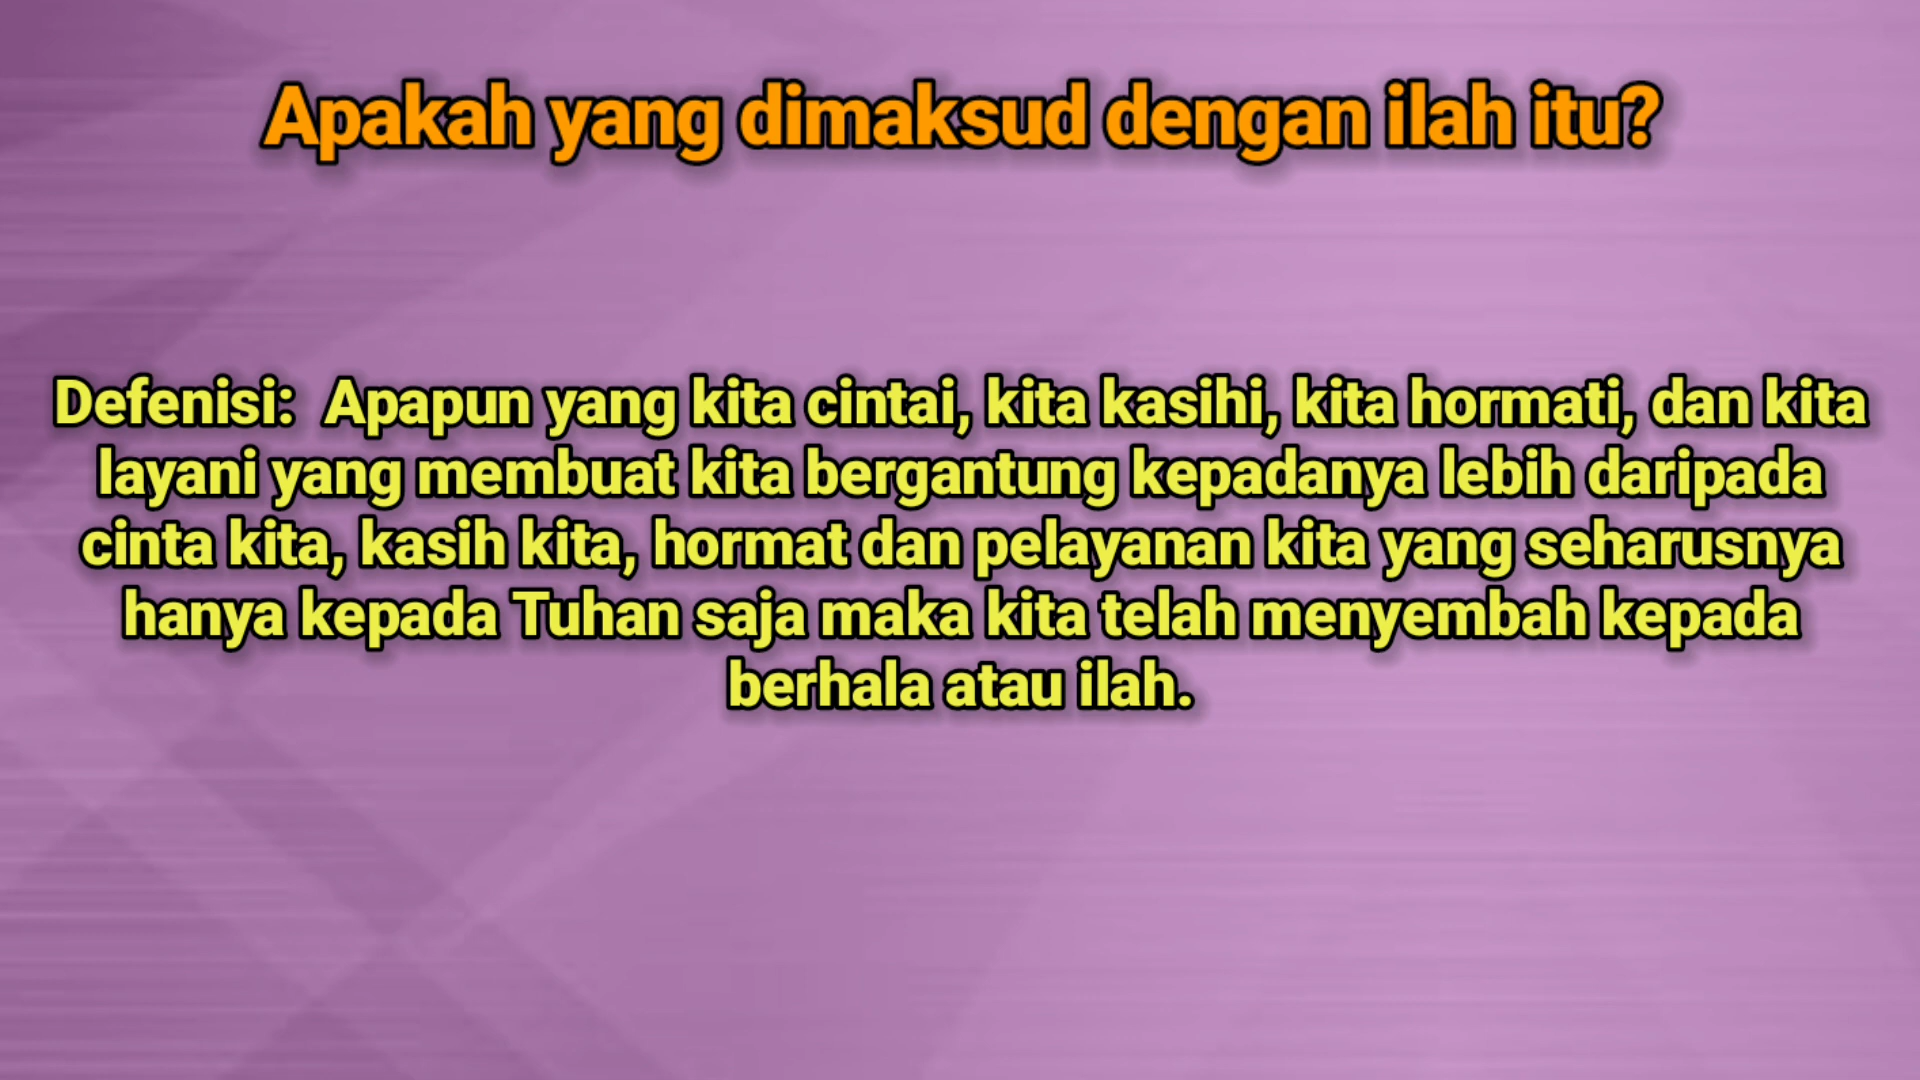 Apakah yang dimaksud dengan ilah itu?
Defenisi: Apapun yang kita cintai, kita kasihi, kita hormati, dan kita
layani yang membuat kita bergantung kepadanya lebih daripada
cinta kita, kasih kita, hormat dan pelayanan kita yang seharusnya
hanya kepada Tuhan saja maka kita telah menyembah kepada
berhala atau ilah.